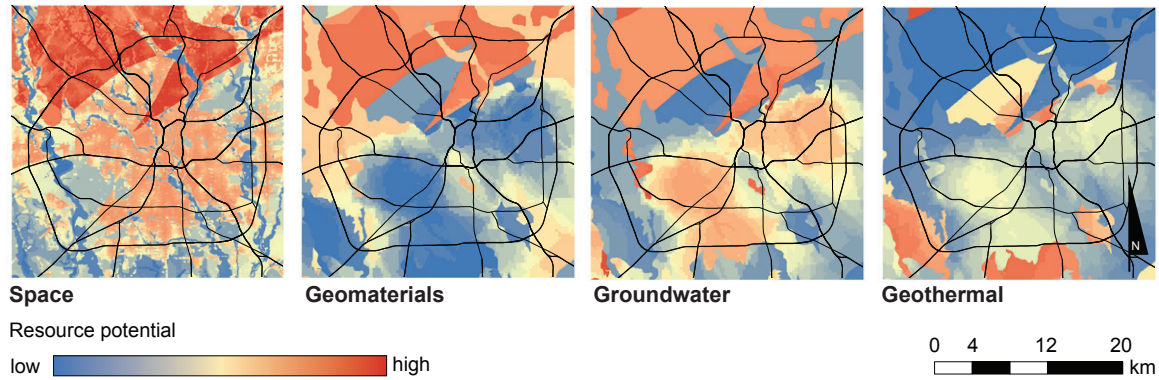 N
Space
Geomaterials
Groundwater
Geothermal
Resource potential
low
high
0 4 12 20
km